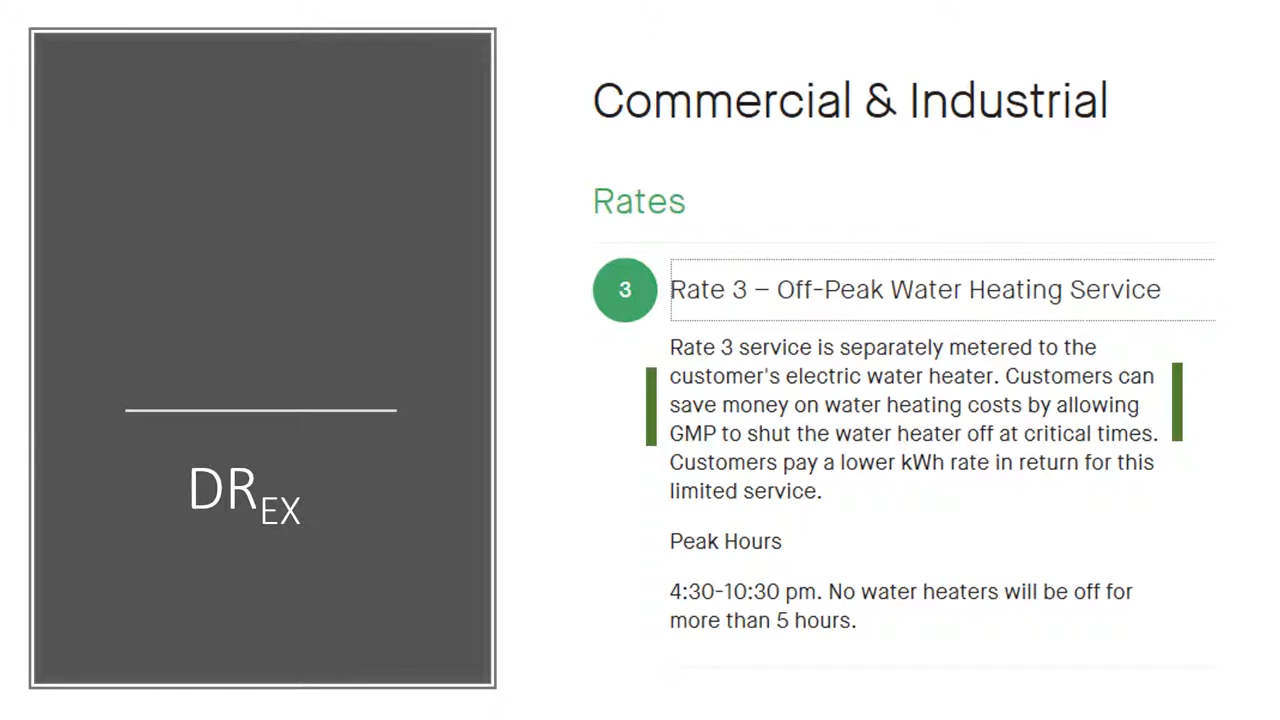 DR_EX
Commercial & Industrial
Rates
3
Rate 3 – Off-Peak Water Heating Service
Rate 3 service is separately metered to the
customer's electric water heater. Customers can
save money on water heating costs by allowing
GMP to shut the water heater off at critical times.
Customers pay a lower kWh rate in return for this
limited service.
Peak Hours
4:30-10:30 pm. No water heaters will be off for
more than 5 hours.